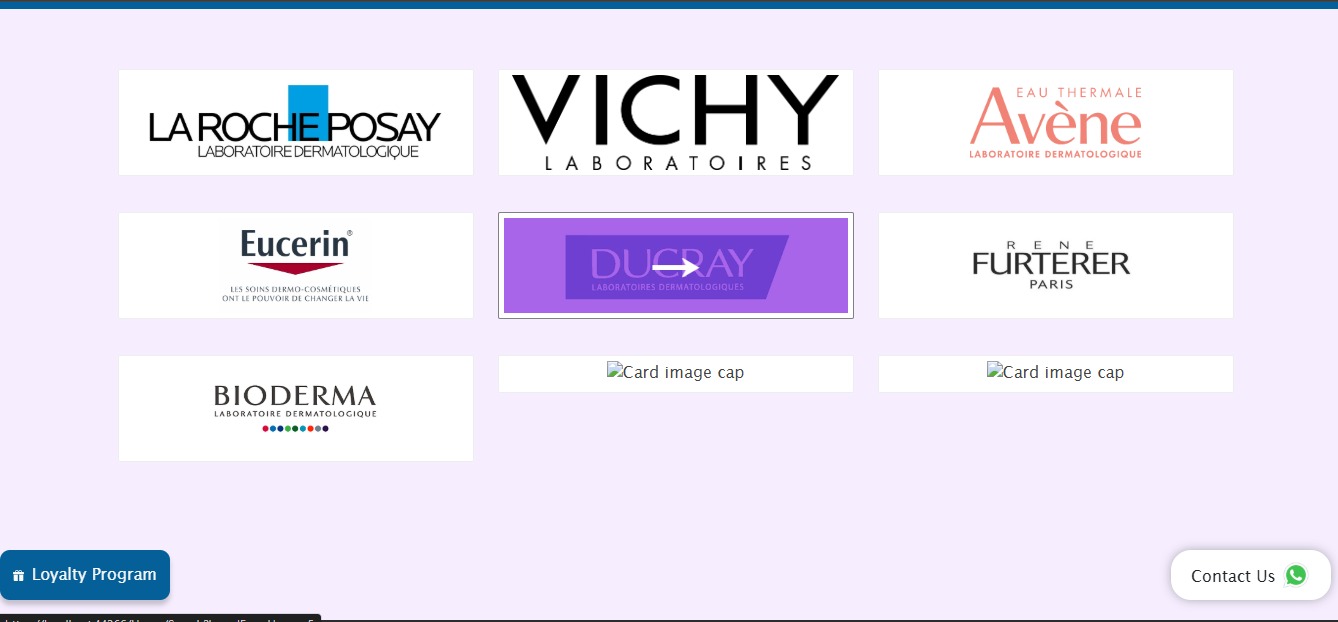 LA ROCHE POSAY
LABORATOIRE DERMATOLOGIQUE
VICHY
LABORATOIRES
EAU THERMALE
Avène
LABORATOIRE DERMATOLOGIQUE
Eucerin®
LES SOINS DERMO-COSMÉTIQUES
ONT LE POUVOIR DE CHANGER LA VIE
DUCRAY
LABORATOIRES DERMATOLOGIQUES
RENE
FURTERER
PARIS
BIODERMA
LABORATOIRE DERMATOLOGIQUE
Card image cap
Card image cap
Loyalty Program
Contact Us